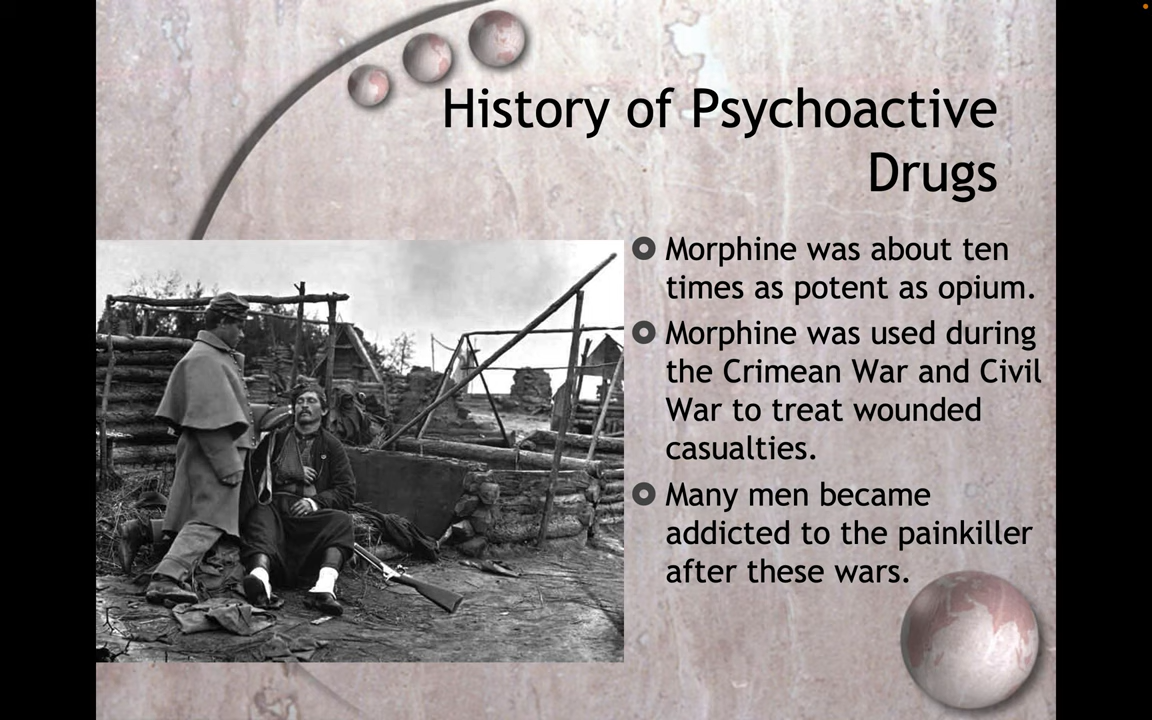 History of Psychoactive
Drugs
Morphine was about ten
times as potent as opium.
Morphine was used during
the Crimean War and Civil
War to treat wounded
casualties.
Many men became
addicted to the painkiller
after these wars.